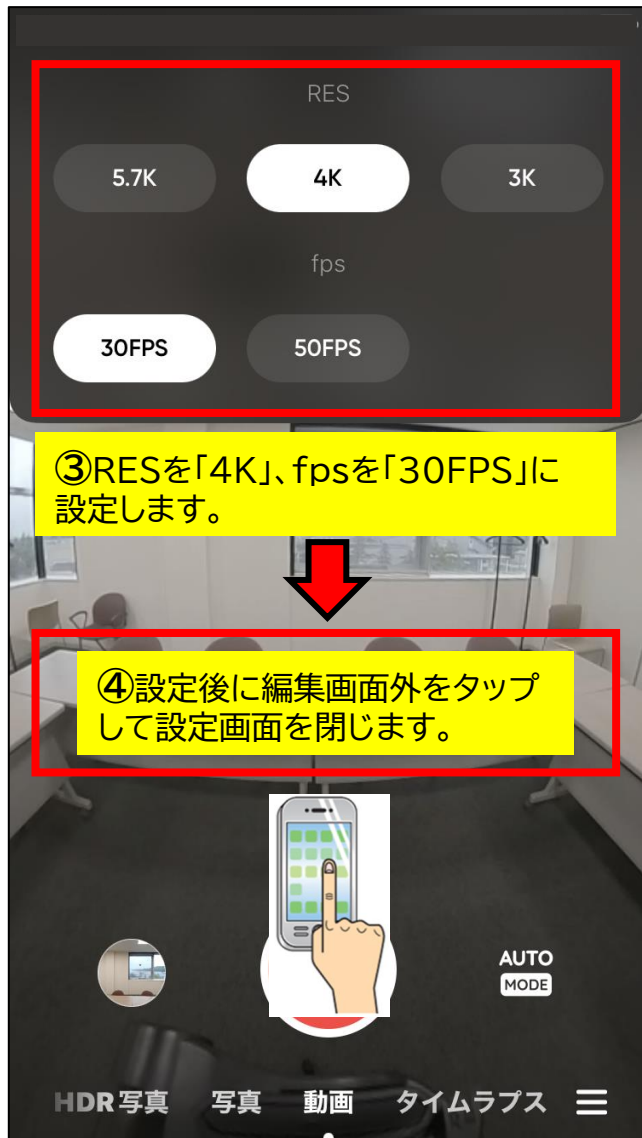 RES
5.7K 4K 3K
fps
30FPS 50FPS
③RESを「4K」、fpsを「30FPS」に
設定します。
④設定後に編集画面外をタップ
して設定画面を閉じます。
AUTO
MODE
HDR写真 写真 動画 タイムラプス